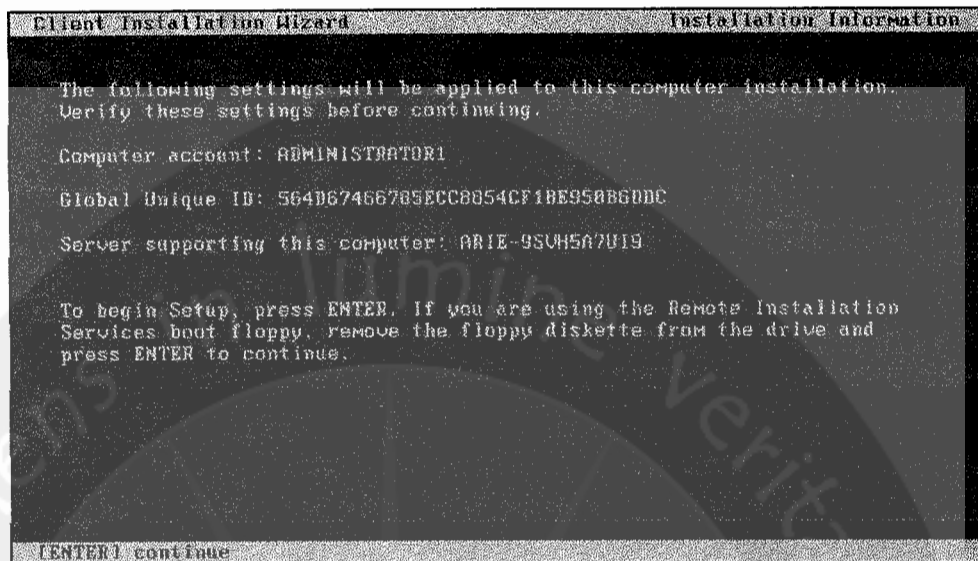 Client Installation Wizard Installation Information
The following settings will be applied to this computer installation.
Verify these settings before continuing.
Computer account: ADMINISTRATOR1
Global Unique ID:
Server supporting this computer: ARIE-9SVH5A7UI9
To begin Setup, press ENTER. If you are using the Remote Installation
Services boot floppy, remove the floppy diskette from the drive and
press ENTER to continue.
[ENTER] continue
in lumine verita